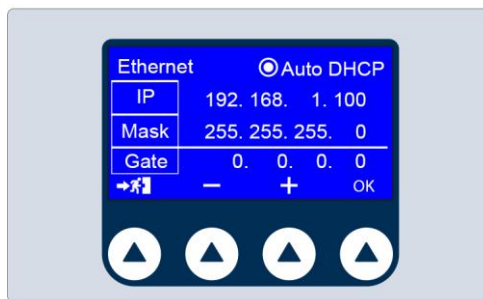 Ethernet Auto DHCP
IP 192. 168. 1. 100
Mask 255. 255. 255. 0
Gate 0. 0. 0. 0
− + OK